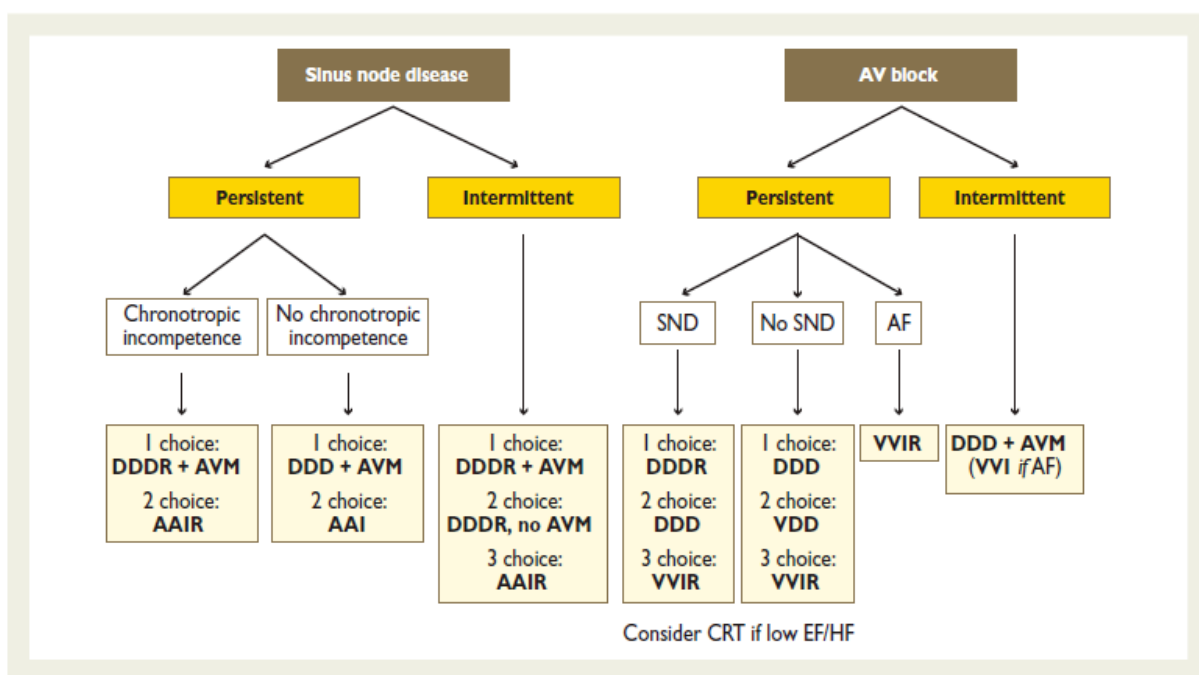 Sinus node disease
AV block
Persistent
Intermittent
Persistent
Intermittent
Chronotropic
incompetence
No chronotropic
incompetence
SND
No SND
AF
1 choice:
DDDR + AVM
2 choice:
AAIR
1 choice:
DDD + AVM
2 choice:
AAI
1 choice:
DDDR + AVM
2 choice:
DDDR, no AVM
3 choice:
AAIR
1 choice:
DDDR
2 choice:
DDD
3 choice:
VVIR
1 choice:
DDD
2 choice:
VDD
3 choice:
VVIR
VVIR
DDD + AVM
(VVI if AF)
Consider CRT if low EF/HF